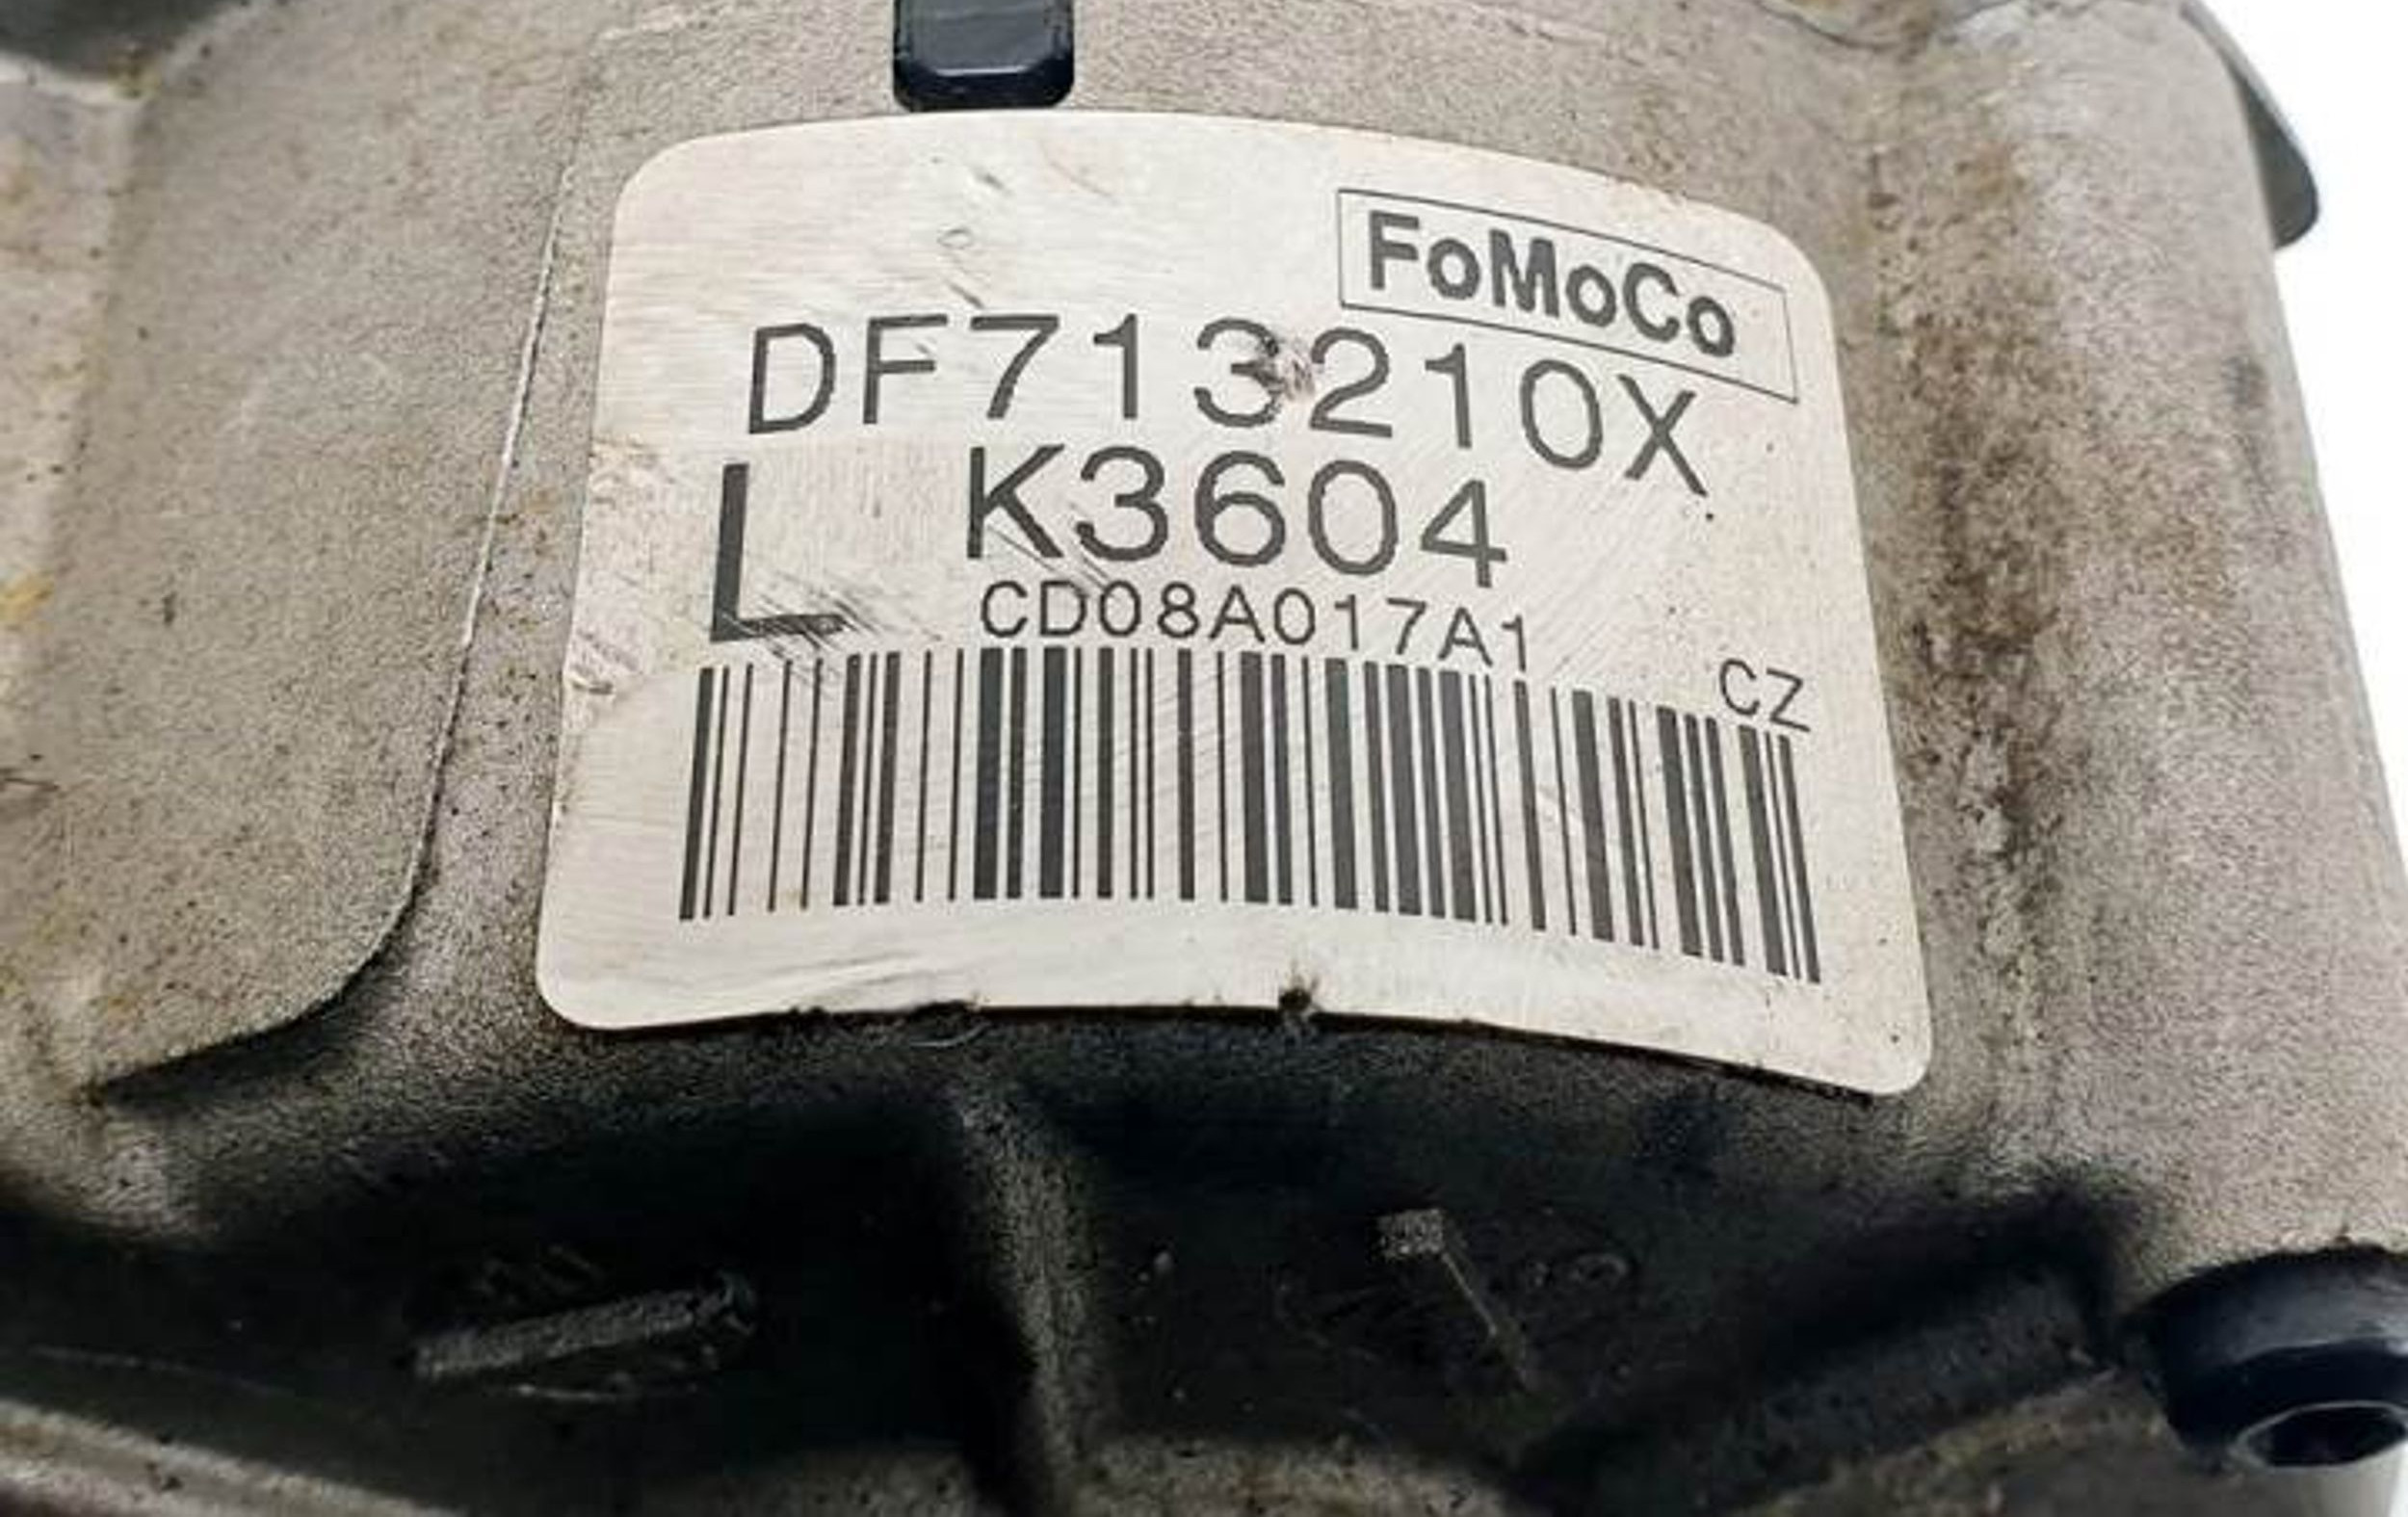 FoMoCo
DF713210X
L K3604
CD08A017A1
CZ